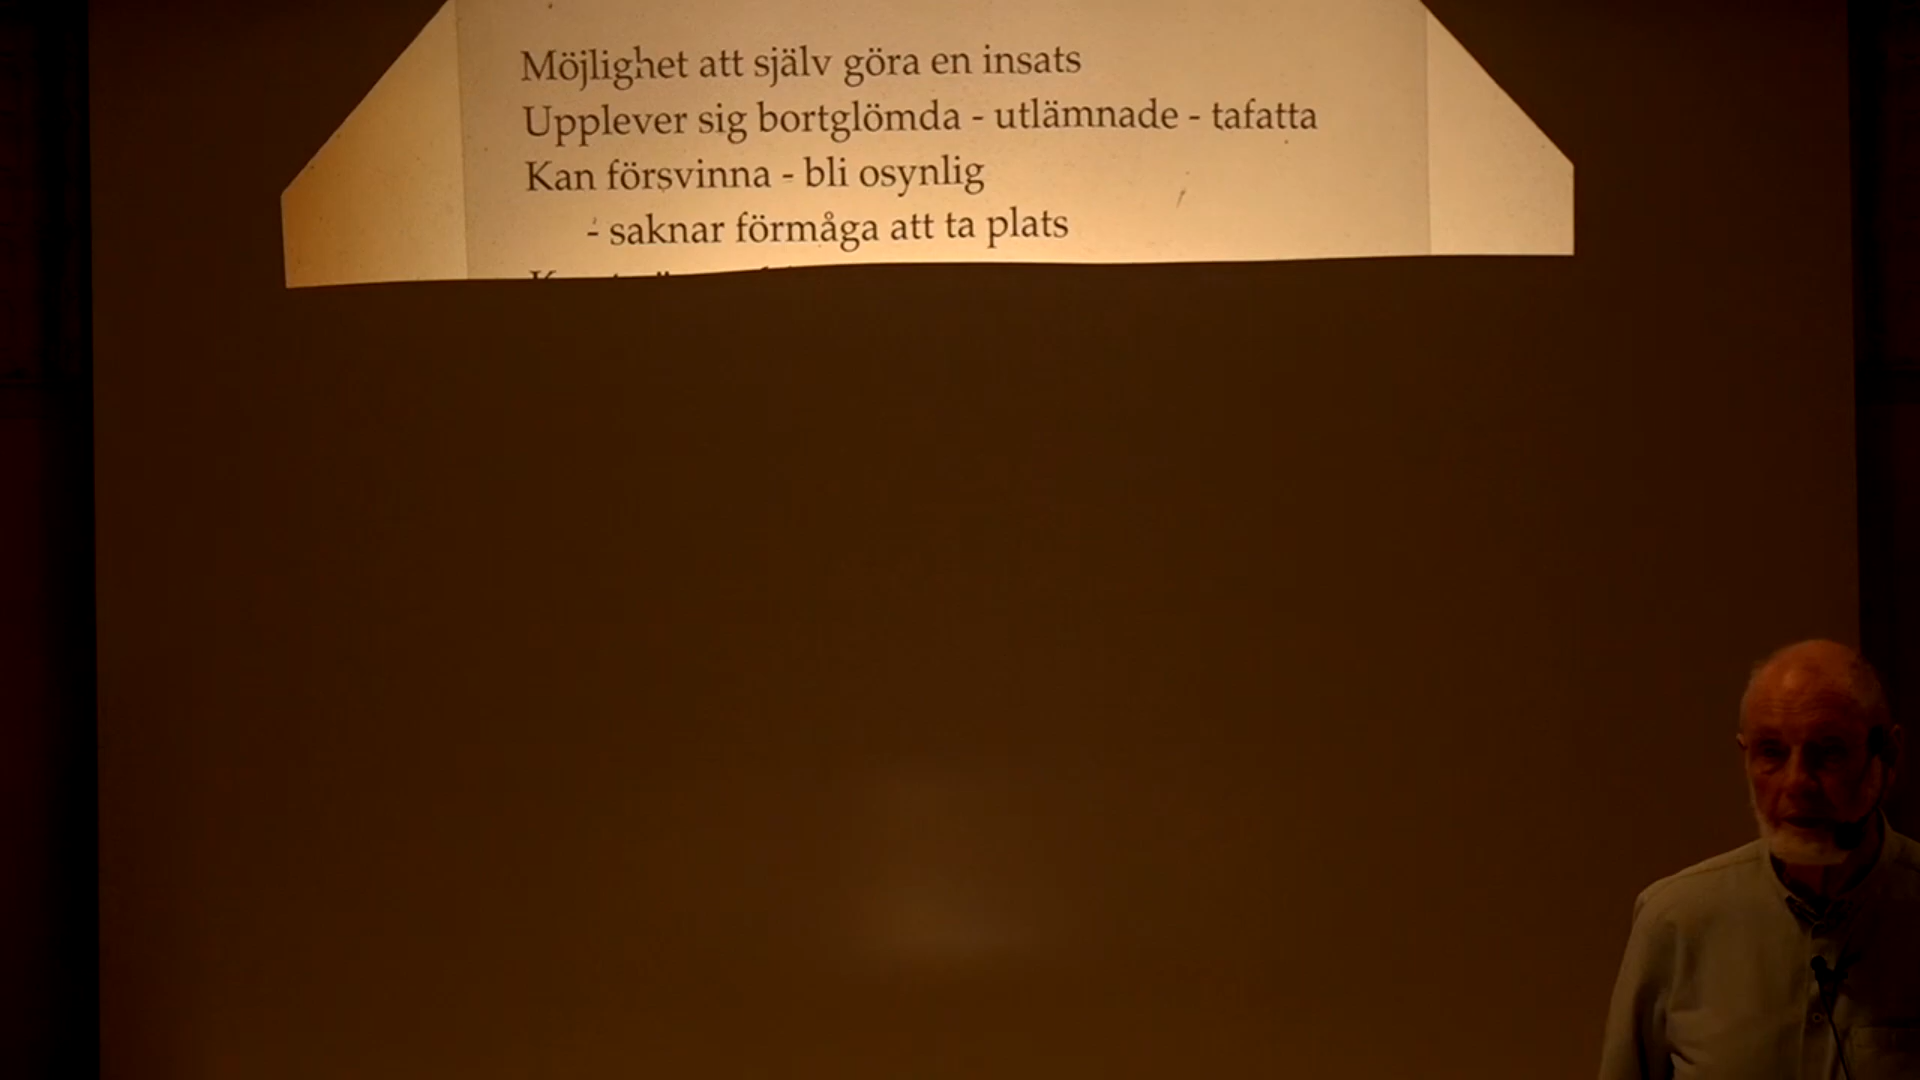 Möjlighet att själv göra en insats
Upplever sig bortglömda - utlämnade - tafatta
Kan försvinna - bli osynlig
- saknar förmåga att ta plats